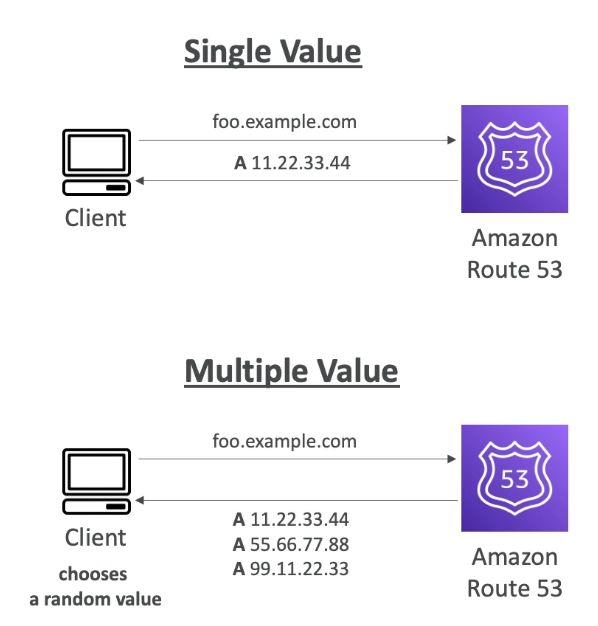 Single Value
foo.example.com
A 11.22.33.44
53
Client
Amazon
Route 53
Multiple Value
foo.example.com
53
A 11.22.33.44
A 55.66.77.88
A 99.11.22.33
Client
chooses
a random value
Amazon
Route 53